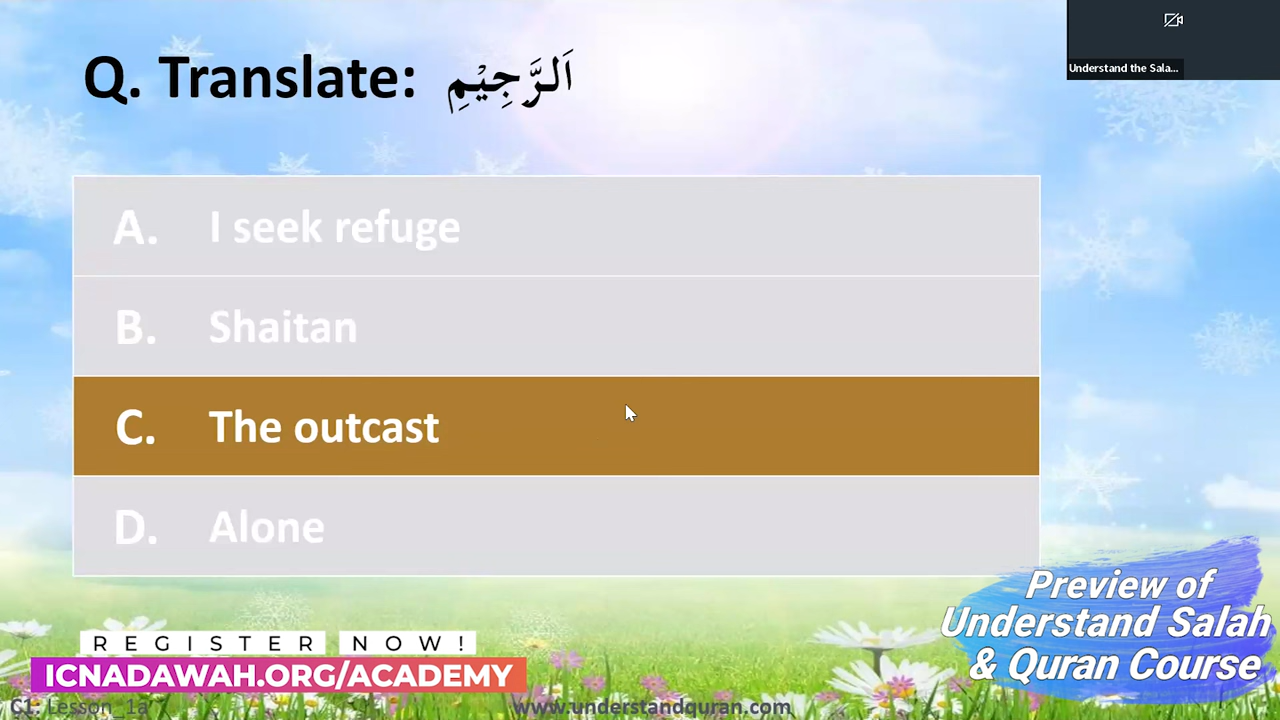 Q. Translate: اَلرَّجِيْمِ
Understand the Sala...
A. I seek refuge
B. Shaitan
C. The outcast
D. Alone
Preview of
Understand Salah
& Quran Course
REGISTER NOW!
ICNADAWAH.ORG/ACADEMY
C1: Lesson_1a
www.understandquran.com